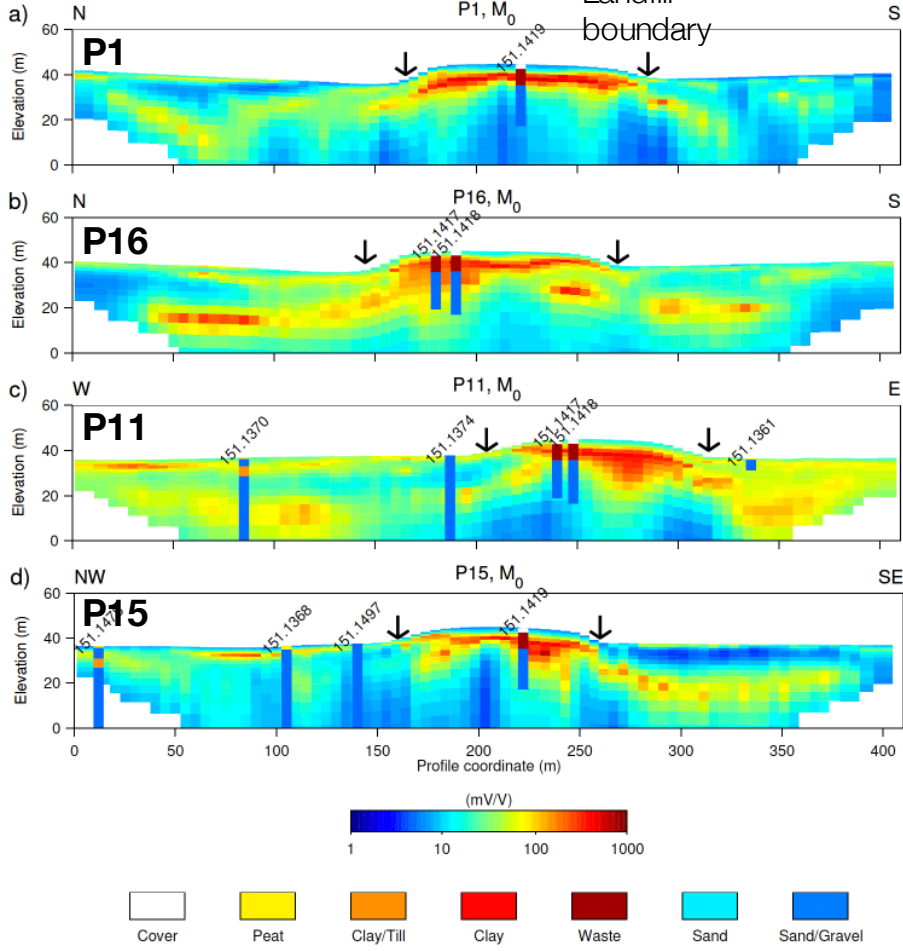 Landfill
boundary
a) N P1, M0 S
P1
151.1419
Elevation (m)
60
40
20
0
b) N P16, M0 S
P16
151.1417
151.1418
Elevation (m)
60
40
20
0
c) W P11, M0 E
P11
151.1370
151.1374
151.1417
151.1418
151.1361
Elevation (m)
60
40
20
0
d) NW P15, M0 SE
P15
151.1368
151.1497
151.1419
Elevation (m)
60
40
20
0
0 50 100 150 200 250 300 350 400
Profile coordinate (m)
(mV/V)
1 10 100 1000
Cover Peat Clay/Till Clay Waste Sand Sand/Gravel